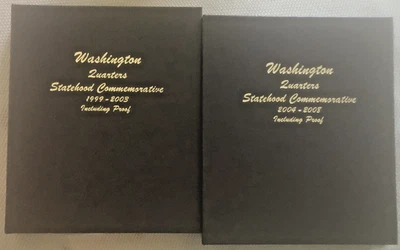 Washington
Quarters
Statehood Commemorative
1999-2003
Including Proof
Washington
Quarters
Statehood Commemorative
2004-2008
Including Proof